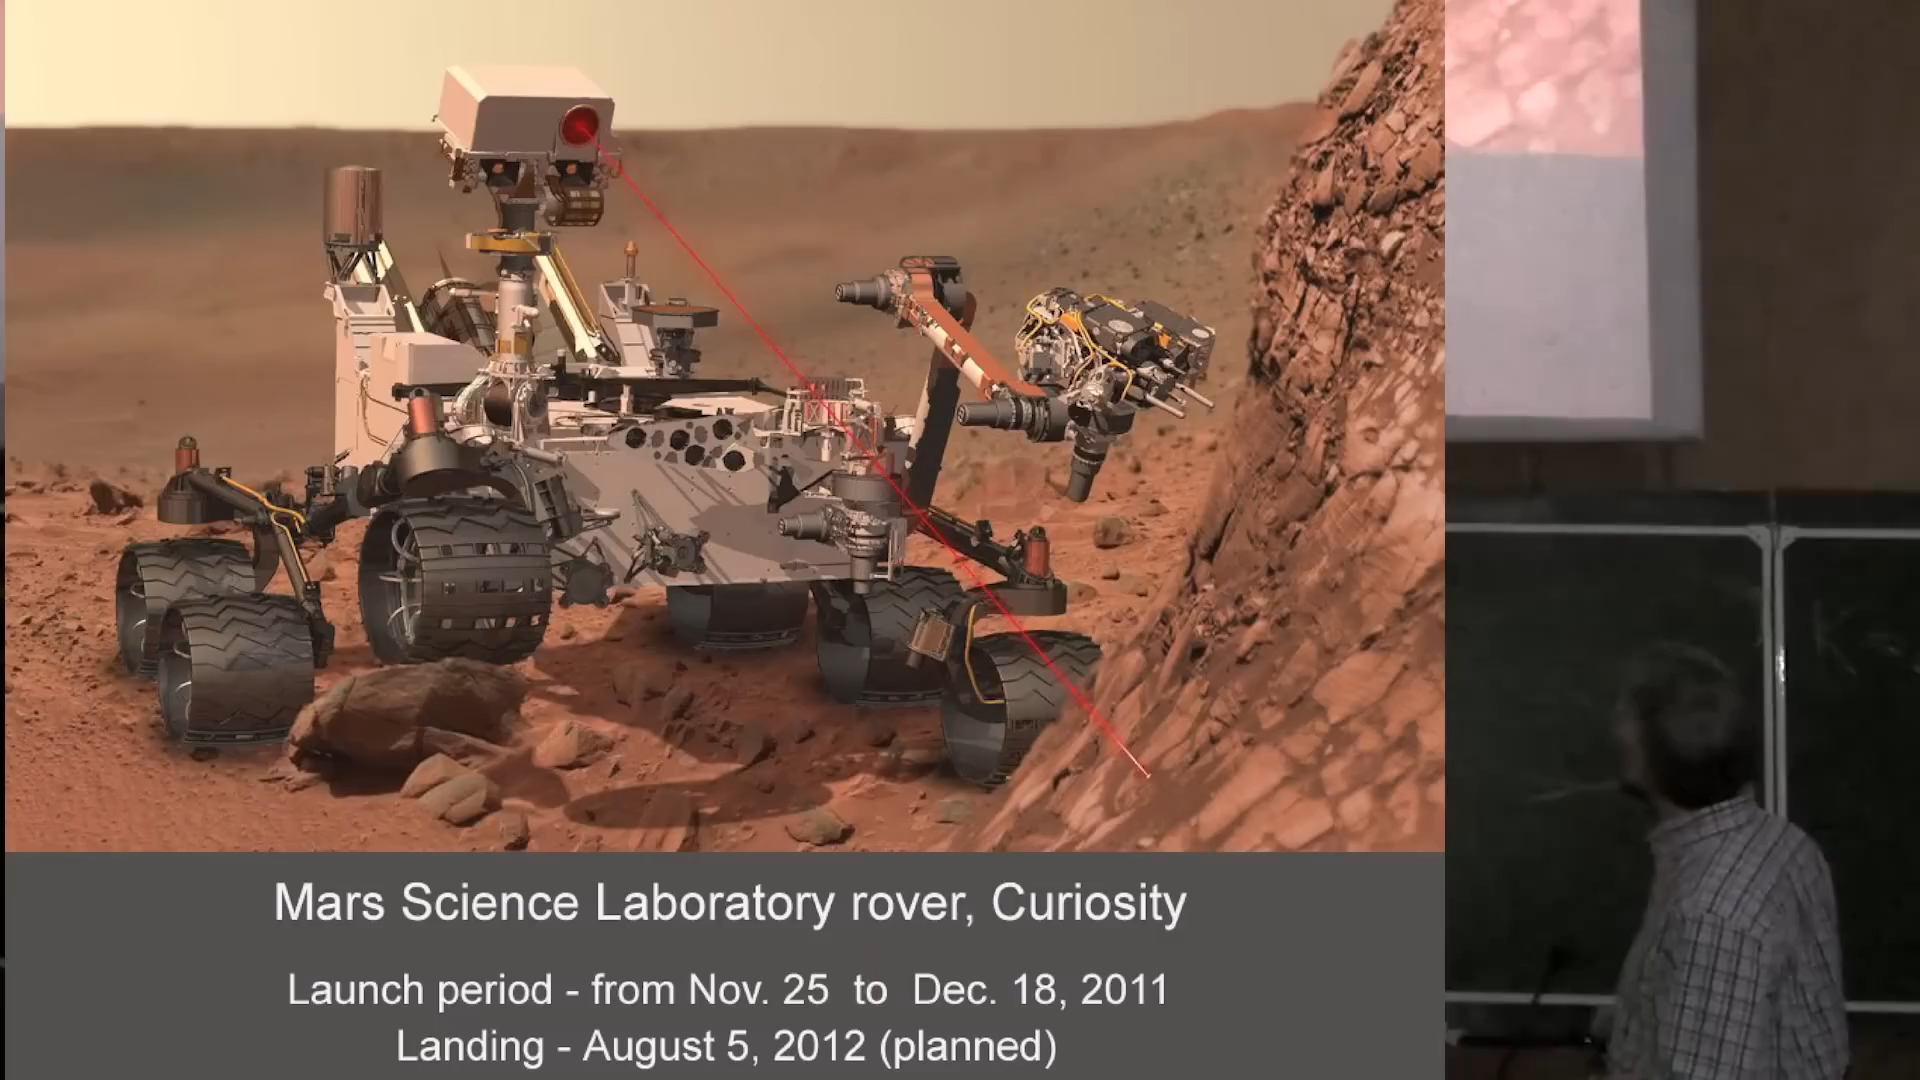 Mars Science Laboratory rover, Curiosity
Launch period - from Nov. 25 to Dec. 18, 2011
Landing - August 5, 2012 (planned)